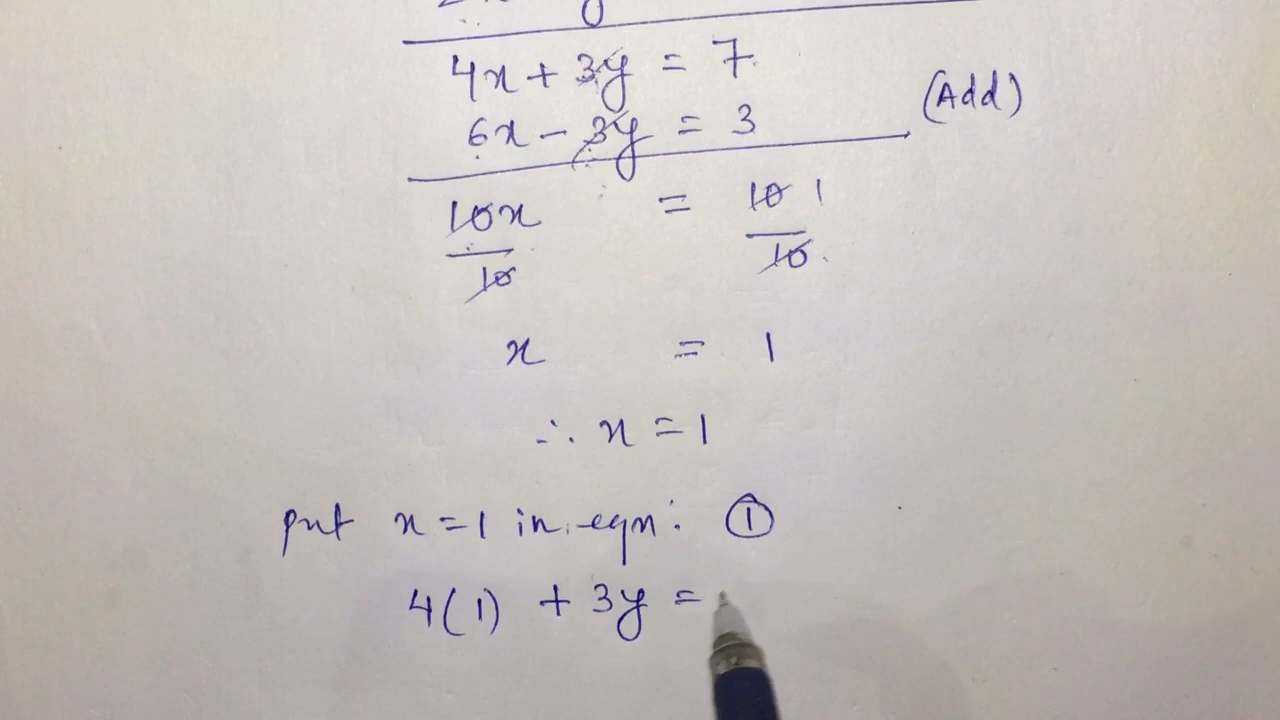 4x + 3y = 7
(Add)
6x - 3y = 3
10x = 10 1
10 10
x = 1
∴ x = 1
put x = 1 in eqn: ①
4(1) + 3y =